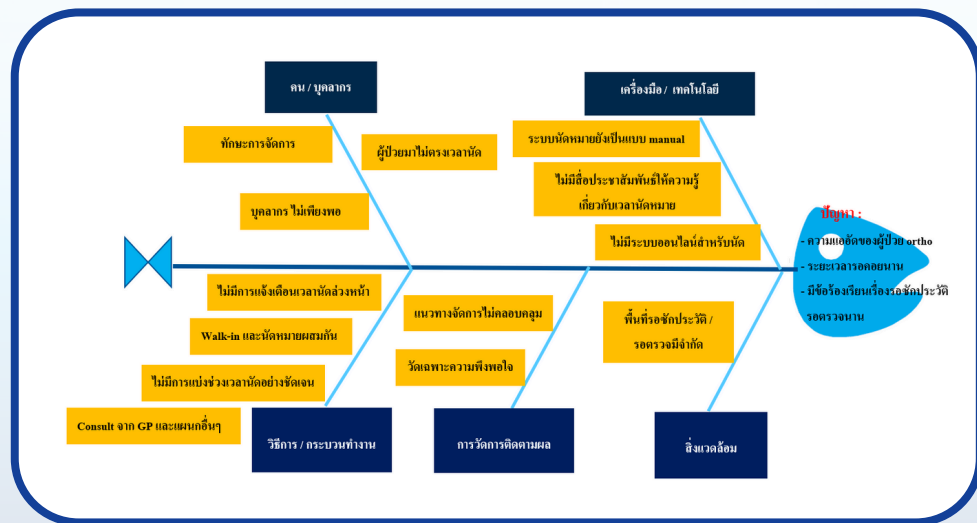 คน / บุคลากร
เครื่องมือ / เทคโนโลยี
ทักษะการจัดการ
ผู้ป่วยมาไม่ตรงเวลานัด
บุคลากร ไม่เพียงพอ
ระบบนัดหมายยังเป็นแบบ manual
ไม่มีสื่อประชาสัมพันธ์ให้ความรู้
เกี่ยวกับเวลานัดหมาย
ไม่มีระบบออนไลน์สำหรับนัด
ปัญหา :
- ความแออัดของผู้ป่วย ortho
- ระยะเวลารอคอยนาน
- มีข้อร้องเรียนเรื่องรอซักประวัติ
รอตรวจนาน
ไม่มีการแจ้งเตือนเวลานัดล่วงหน้า
Walk-in และนัดหมายผสมกัน
ไม่มีการแบ่งช่วงเวลานัดอย่างชัดเจน
Consult จาก GP และแผนกอื่นๆ
แนวทางจัดการไม่คลอบคลุม
วัดเฉพาะความพึงพอใจ
พื้นที่รอซักประวัติ /
รอตรวจมีจำกัด
วิธีการ / กระบวนทำงาน
การวัดการติดตามผล
สิ่งแวดล้อม